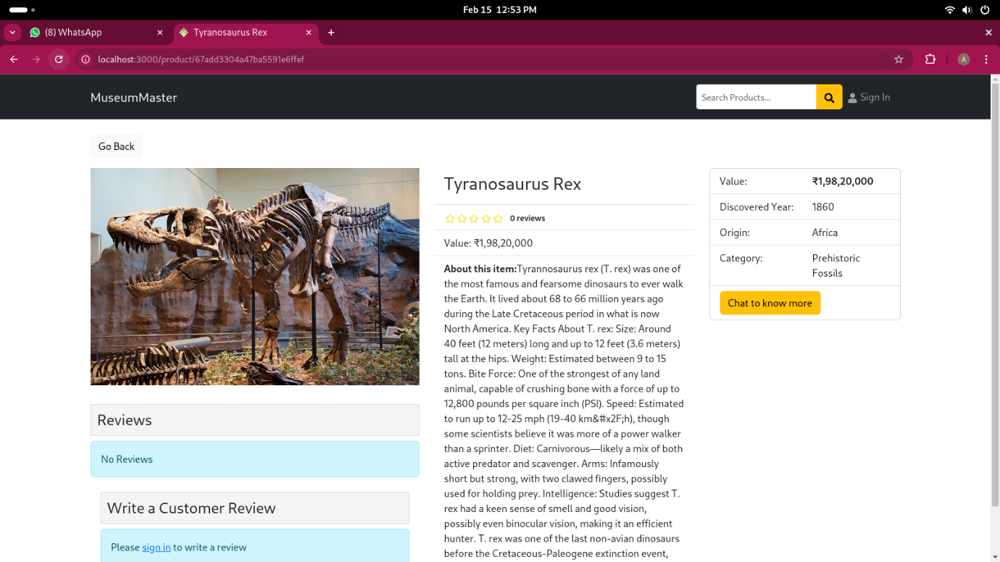 Feb 15 12:53 PM
(8) WhatsApp
Tyranosaurus Rex
localhost:3000/product/67add3304a47ba5591e6ffef
A
MuseumMaster
Search Products...
Sign In
Go Back
Tyranosaurus Rex
0 reviews
Value: ₹1,98,20,000
About this item:Tyrannosaurus rex (T. rex) was one of
the most famous and fearsome dinosaurs to ever walk
the Earth. It lived about 68 to 66 million years ago
during the Late Cretaceous period in what is now
North America. Key Facts About T. rex: Size: Around
40 feet (12 meters) long and up to 12 feet (3.6 meters)
tall at the hips. Weight: Estimated between 9 to 15
tons. Bite Force: One of the strongest of any land
animal, capable of crushing bone with a force of up to
12,800 pounds per square inch (PSI). Speed: Estimated
to run up to 12-25 mph (19-40 km&#x2F;h), though
some scientists believe it was more of a power walker
than a sprinter. Diet: Carnivorous—likely a mix of both
active predator and scavenger. Arms: Infamously
short but strong, with two clawed fingers, possibly
used for holding prey. Intelligence: Studies suggest T.
rex had a keen sense of smell and good vision,
possibly even binocular vision, making it an efficient
hunter. T. rex was one of the last non-avian dinosaurs
before the Cretaceous-Paleogene extinction event,
Value: ₹1,98,20,000
Discovered Year: 1860
Origin: Africa
Category: Prehistoric
Fossils
Chat to know more
Reviews
No Reviews
Write a Customer Review
Please sign in to write a review